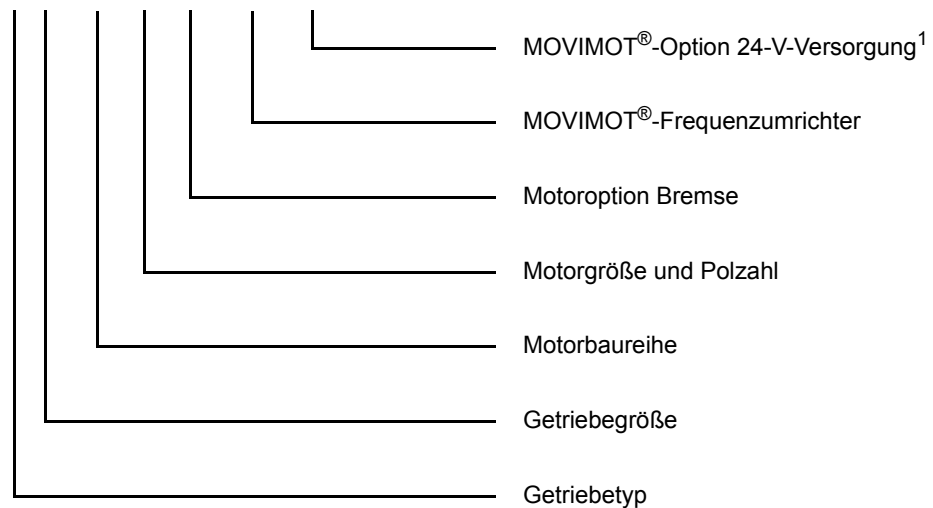 MOVIMOT®-Option 24-V-Versorgung¹
MOVIMOT®-Frequenzumrichter
Motoroption Bremse
Motorgröße und Polzahl
Motorbaureihe
Getriebegröße
Getriebetyp